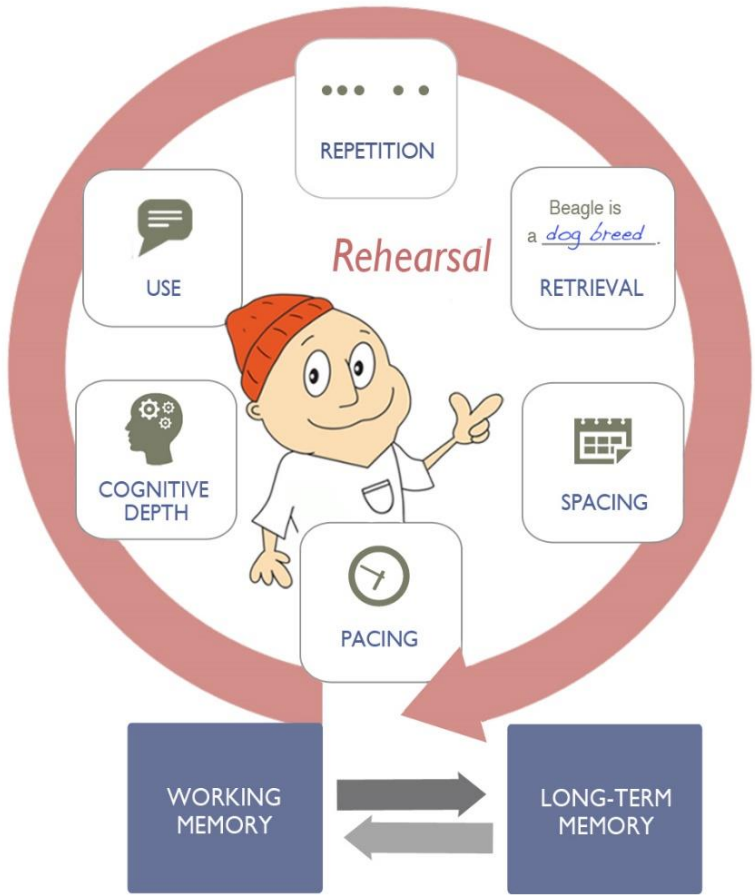 REPETITION
Beagle is
a dog breed.
RETRIEVAL
Rehearsal
USE
SPACING
COGNITIVE
DEPTH
PACING
WORKING
MEMORY
LONG-TERM
MEMORY